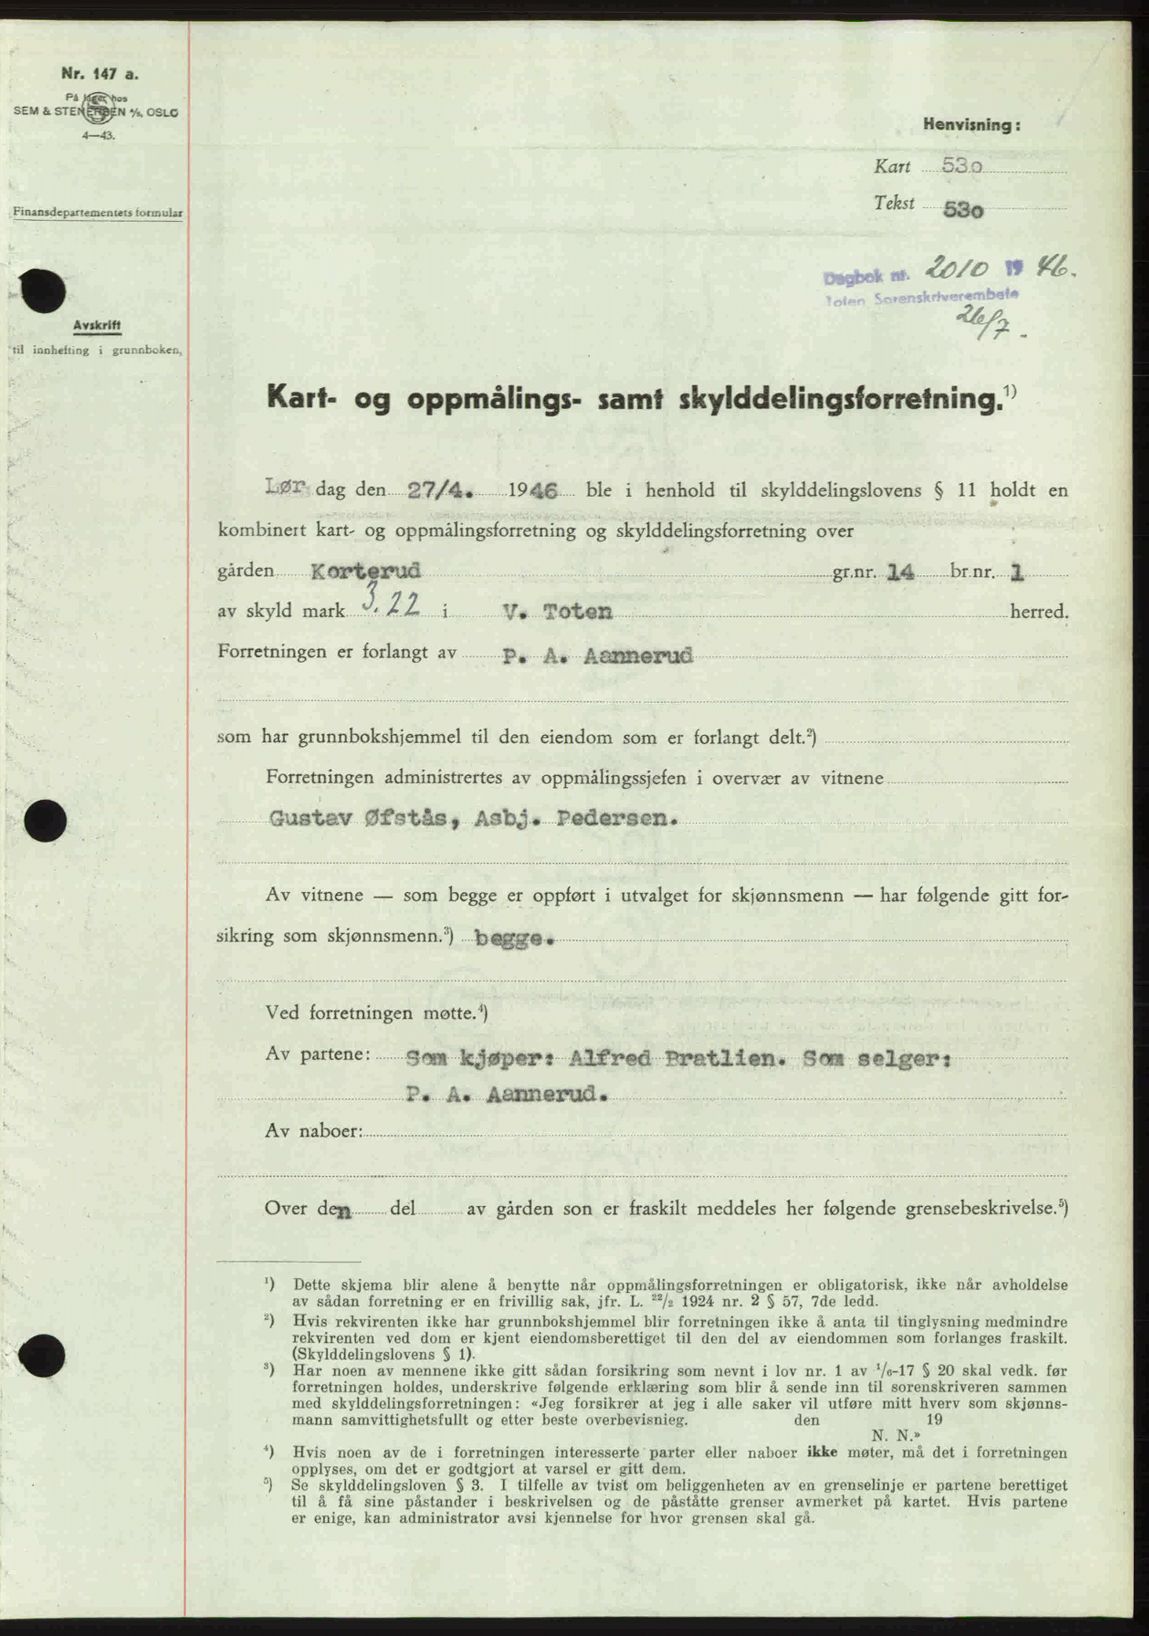 Nr. 147 a.
På lager hos
SEM & STENERSEN A/S, OSLO
4—43.
Finansdepartementets formular
Avskrift
til innhefting i grunnboken,
Henvisning:
Kart 530
Tekst 530
Dagbok nr. 2010 19 46.
Toten Sorenskriverembete
26/7.
Kart- og oppmålings- samt skylddelingsforretning.¹)
Lør dag den 27/4. 1946 ble i henhold til skylddelingslovens § 11 holdt en
kombinert kart- og oppmålingsforretning og skylddelingsforretning over
gården Korterud gr.nr. 14 br.nr. 1
av skyld mark 3.22 i V. Toten herred.
Forretningen er forlangt av P. A. Aannerud
som har grunnbokshjemmel til den eiendom som er forlangt delt.²)
Forretningen administrertes av oppmålingssjefen i overvær av vitnene
Gustav Øfstås, Asbj. Pedersen.
Av vitnene — som begge er oppført i utvalget for skjønnsmenn — har følgende gitt for-
sikring som skjønnsmenn.³) begge.
Ved forretningen møtte.⁴)
Av partene: Som kjøper: Alfred Bratlien. Som selger:
P. A. Aannerud.
Av naboer:
Over den del av gården son er fraskilt meddeles her følgende grensebeskrivelse.⁵)
¹) Dette skjema blir alene å benytte når oppmålingsforretningen er obligatorisk, ikke når avholdelse
av sådan forretning er en frivillig sak, jfr. L. ²²/₂ 1924 nr. 2 § 57, 7de ledd.
²) Hvis rekvirenten ikke har grunnbokshjemmel blir forretningen ikke å anta til tinglysning medmindre
rekvirenten ved dom er kjent eiendomsberettiget til den del av eiendommen som forlanges fraskilt.
(Skylddelingslovens § 1).
³) Har noen av mennene ikke gitt sådan forsikring som nevnt i lov nr. 1 av ¹/₆-17 § 20 skal vedk. før
forretningen holdes, underskrive følgende erklæring som blir å sende inn til sorenskriveren sammen
med skylddelingsforretningen: «Jeg forsikrer at jeg i alle saker vil utføre mitt hverv som skjønns-
mann samvittighetsfullt og etter beste overbevisnieg. den 19
N. N.»
⁴) Hvis noen av de i forretningen interesserte parter eller naboer ikke møter, må det i forretningen
opplyses, om det er godtgjort at varsel er gitt dem.
⁵) Se skylddelingsloven § 3. I tilfelle av tvist om beliggenheten av en grenselinje er partene berettiget
til å få sine påstander i beskrivelsen og de påståtte grenser avmerket på kartet. Hvis partene
er enige, kan administrator avsi kjennelse for hvor grensen skal gå.